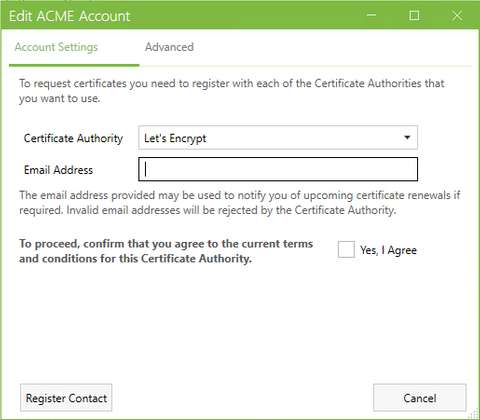 Edit ACME Account
Account Settings
Advanced
To request certificates you need to register with each of the Certificate Authorities that
you want to use.
Certificate Authority
Let's Encrypt
Email Address
The email address provided may be used to notify you of upcoming certificate renewals if
required. Invalid email addresses will be rejected by the Certificate Authority.
To proceed, confirm that you agree to the current terms
and conditions for this Certificate Authority.
Yes, I Agree
Register Contact
Cancel